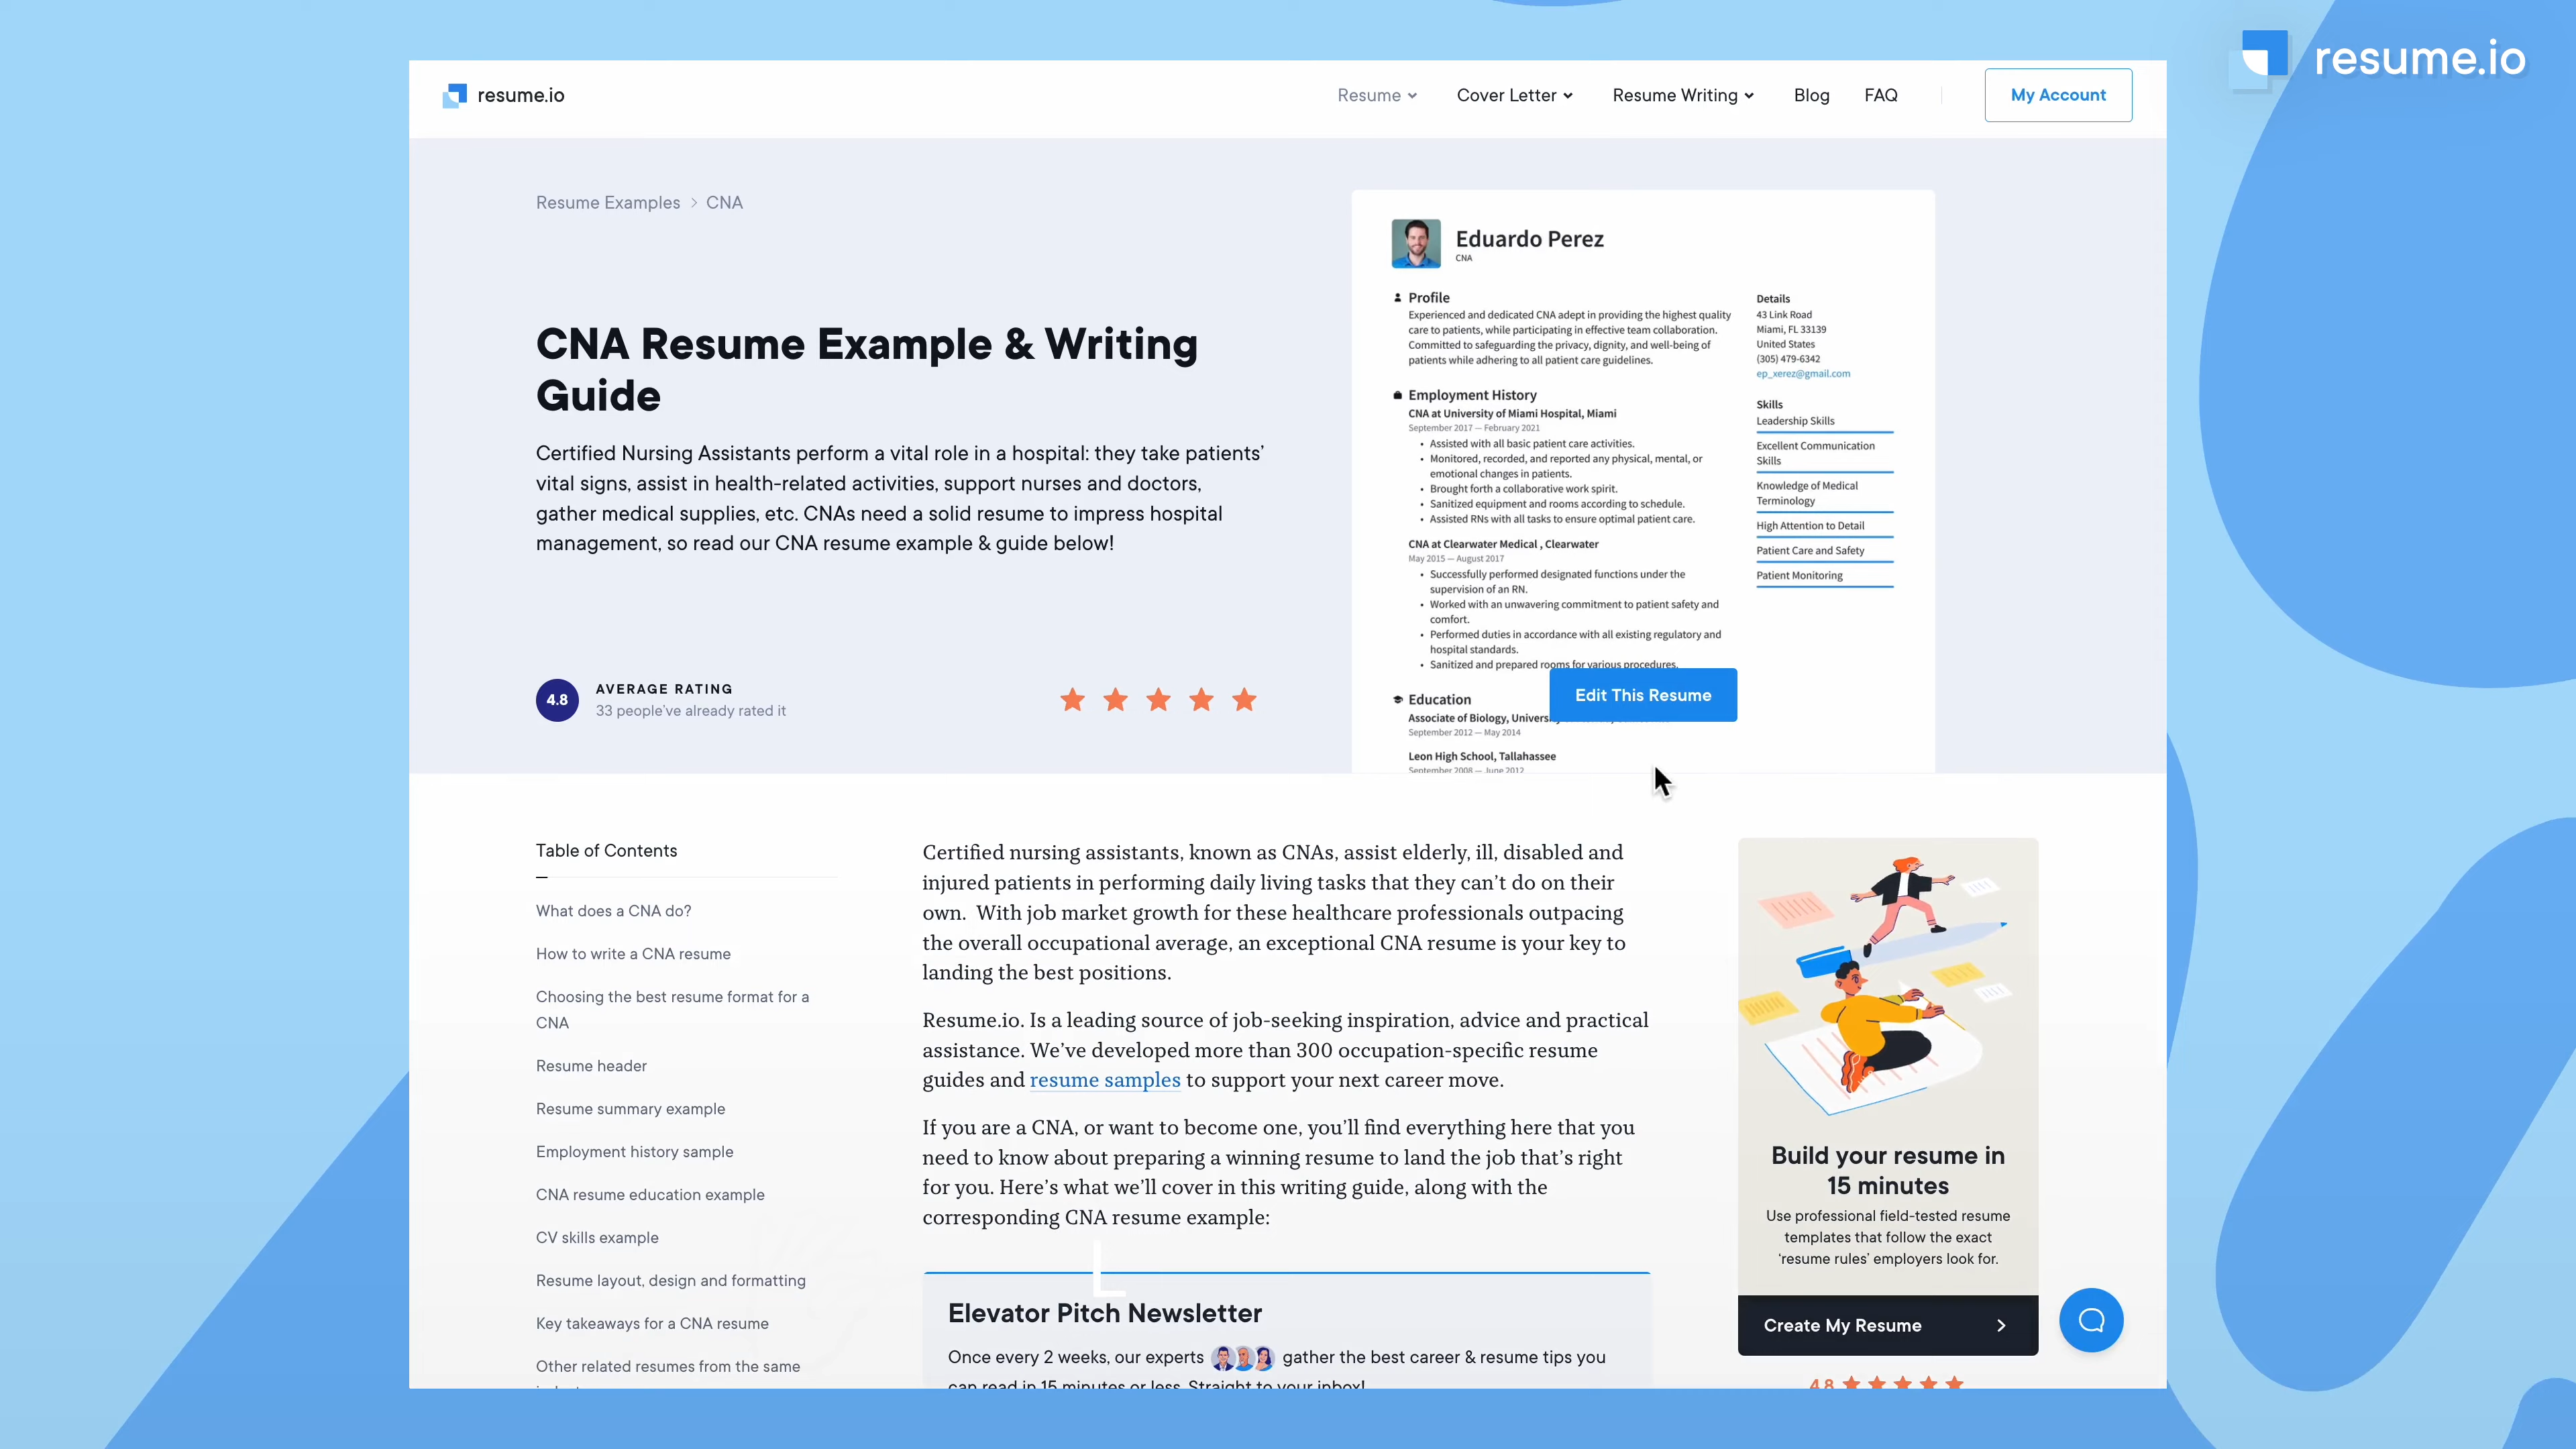 resume.io
resume.io
Resume
Cover Letter
Resume Writing
Blog
FAQ
My Account
Resume Examples > CNA
CNA Resume Example & Writing
Guide
Certified Nursing Assistants perform a vital role in a hospital: they take patients’
vital signs, assist in health-related activities, support nurses and doctors,
gather medical supplies, etc. CNAs need a solid resume to impress hospital
management, so read our CNA resume example & guide below!
4.8
AVERAGE RATING
33 people've already rated it
Eduardo Perez
CNA
Profile
Experienced and dedicated CNA adept in providing the highest quality
care to patients, while participating in effective team collaboration.
Committed to safeguarding the privacy, dignity, and well-being of
patients while adhering to all patient care guidelines.
Employment History
CNA at University of Miami Hospital, Miami
September 2017 — February 2021
• Assisted with all basic patient care activities.
• Monitored, recorded, and reported any physical, mental, or
emotional changes in patients.
• Brought forth a collaborative work spirit.
• Sanitized equipment and rooms according to schedule.
• Assisted RNs with all tasks to ensure optimal patient care.
CNA at Clearwater Medical , Clearwater
May 2015 — August 2017
• Successfully performed designated functions under the
supervision of an RN.
• Worked with an unwavering commitment to patient safety and
comfort.
• Performed duties in accordance with all existing regulatory and
hospital standards.
• Sanitized and prepared rooms for various procedures.
Education
Associate of Biology,
September 2012 — May 2014
Leon High School, Tallahassee
September 2008 — June 2012
Details
43 Link Road
Miami, FL 33139
United States
(305) 479-6342
ep_xerez@gmail.com
Skills
Leadership Skills
Excellent Communication
Skills
Knowledge of Medical
Terminology
High Attention to Detail
Patient Care and Safety
Patient Monitoring
Edit This Resume
Table of Contents
What does a CNA do?
How to write a CNA resume
Choosing the best resume format for a
CNA
Resume header
Resume summary example
Employment history sample
CNA resume education example
CV skills example
Resume layout, design and formatting
Key takeaways for a CNA resume
Other related resumes from the same
Certified nursing assistants, known as CNAs, assist elderly, ill, disabled and
injured patients in performing daily living tasks that they can’t do on their
own. With job market growth for these healthcare professionals outpacing
the overall occupational average, an exceptional CNA resume is your key to
landing the best positions.
Resume.io. Is a leading source of job-seeking inspiration, advice and practical
assistance. We’ve developed more than 300 occupation-specific resume
guides and resume samples to support your next career move.
If you are a CNA, or want to become one, you’ll find everything here that you
need to know about preparing a winning resume to land the job that’s right
for you. Here’s what we’ll cover in this writing guide, along with the
corresponding CNA resume example:
Elevator Pitch Newsletter
Once every 2 weeks, our experts gather the best career & resume tips you
can read in 15 minutes or less. Straight to your inbox!
Build your resume in
15 minutes
Use professional field-tested resume
templates that follow the exact
‘resume rules’ employers look for.
Create My Resume
4.8